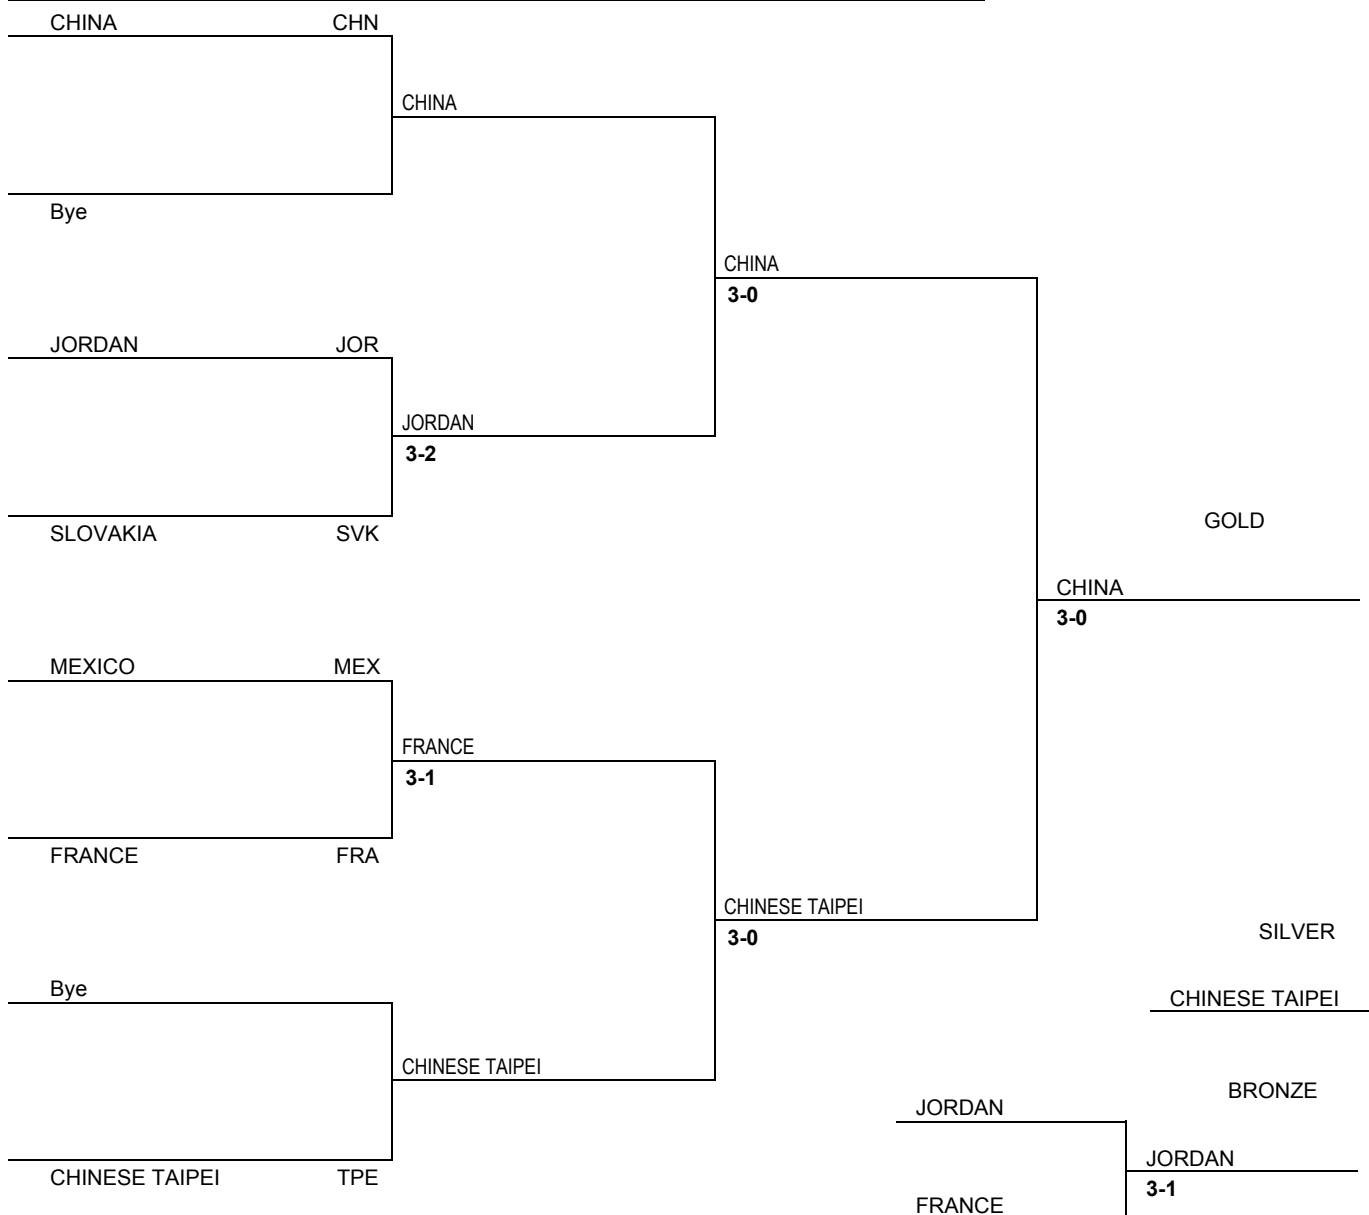 CHINA CHN
CHINA
Bye
CHINA
3-0
JORDAN JOR
JORDAN
3-2
SLOVAKIA SVK
GOLD
CHINA
3-0
MEXICO MEX
FRANCE
3-1
FRANCE FRA
CHINESE TAIPEI
3-0
SILVER
Bye
CHINESE TAIPEI
CHINESE TAIPEI
BRONZE
JORDAN
JORDAN
3-1
CHINESE TAIPEI TPE
FRANCE